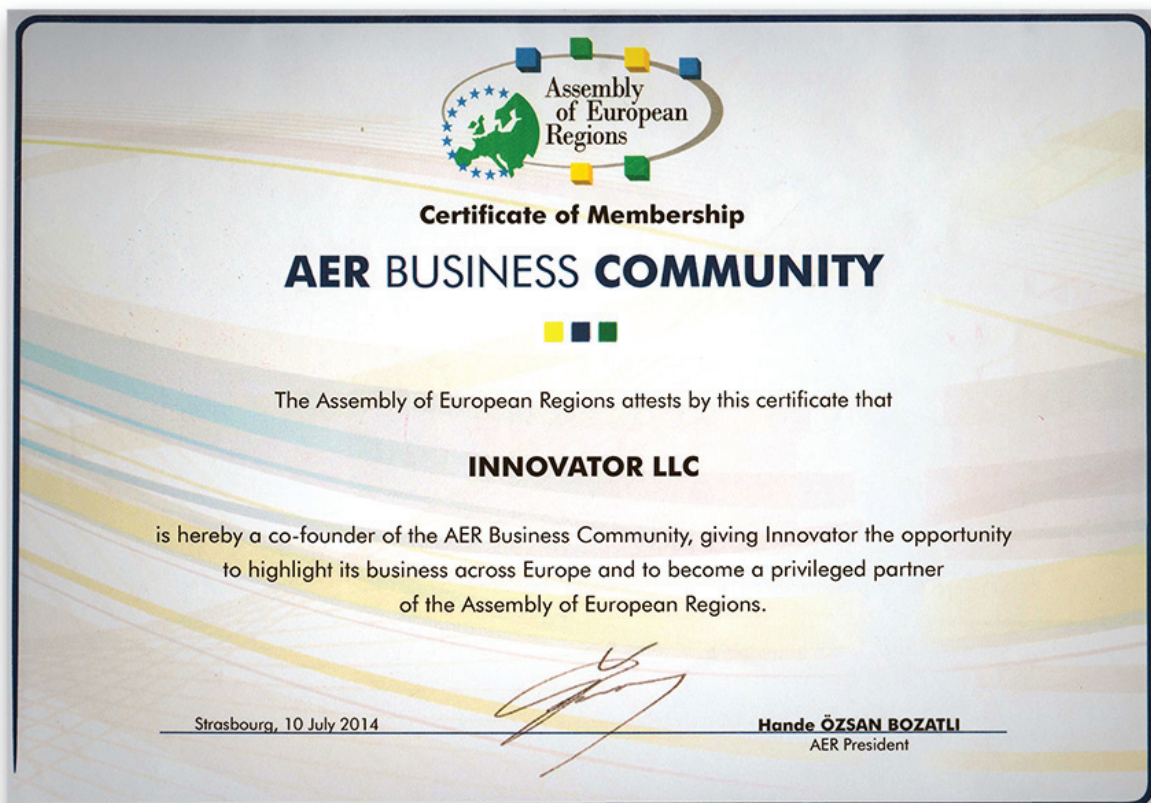 Assembly
of European
Regions
Certificate of Membership
AER BUSINESS COMMUNITY
The Assembly of European Regions attests by this certificate that
INNOVATOR LLC
is hereby a co-founder of the AER Business Community, giving Innovator the opportunity
to highlight its business across Europe and to become a privileged partner
of the Assembly of European Regions.
Strasbourg, 10 July 2014
Hande ÖZSAN BOZATLI
AER President